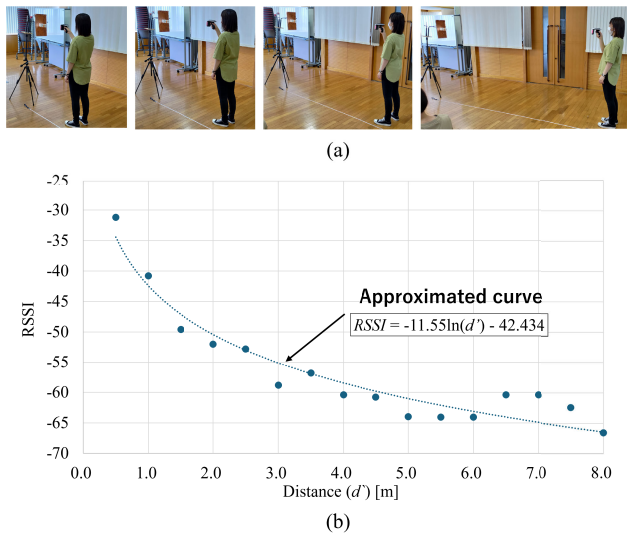 (a)
-25
-30
-35
-40
-45
-50
-55
-60
-65
-70
RSSI
Approximated curve
RSSI = -11.55ln(d’) - 42.434
0.0 1.0 2.0 3.0 4.0 5.0 6.0 7.0 8.0
Distance (d`) [m]
(b)